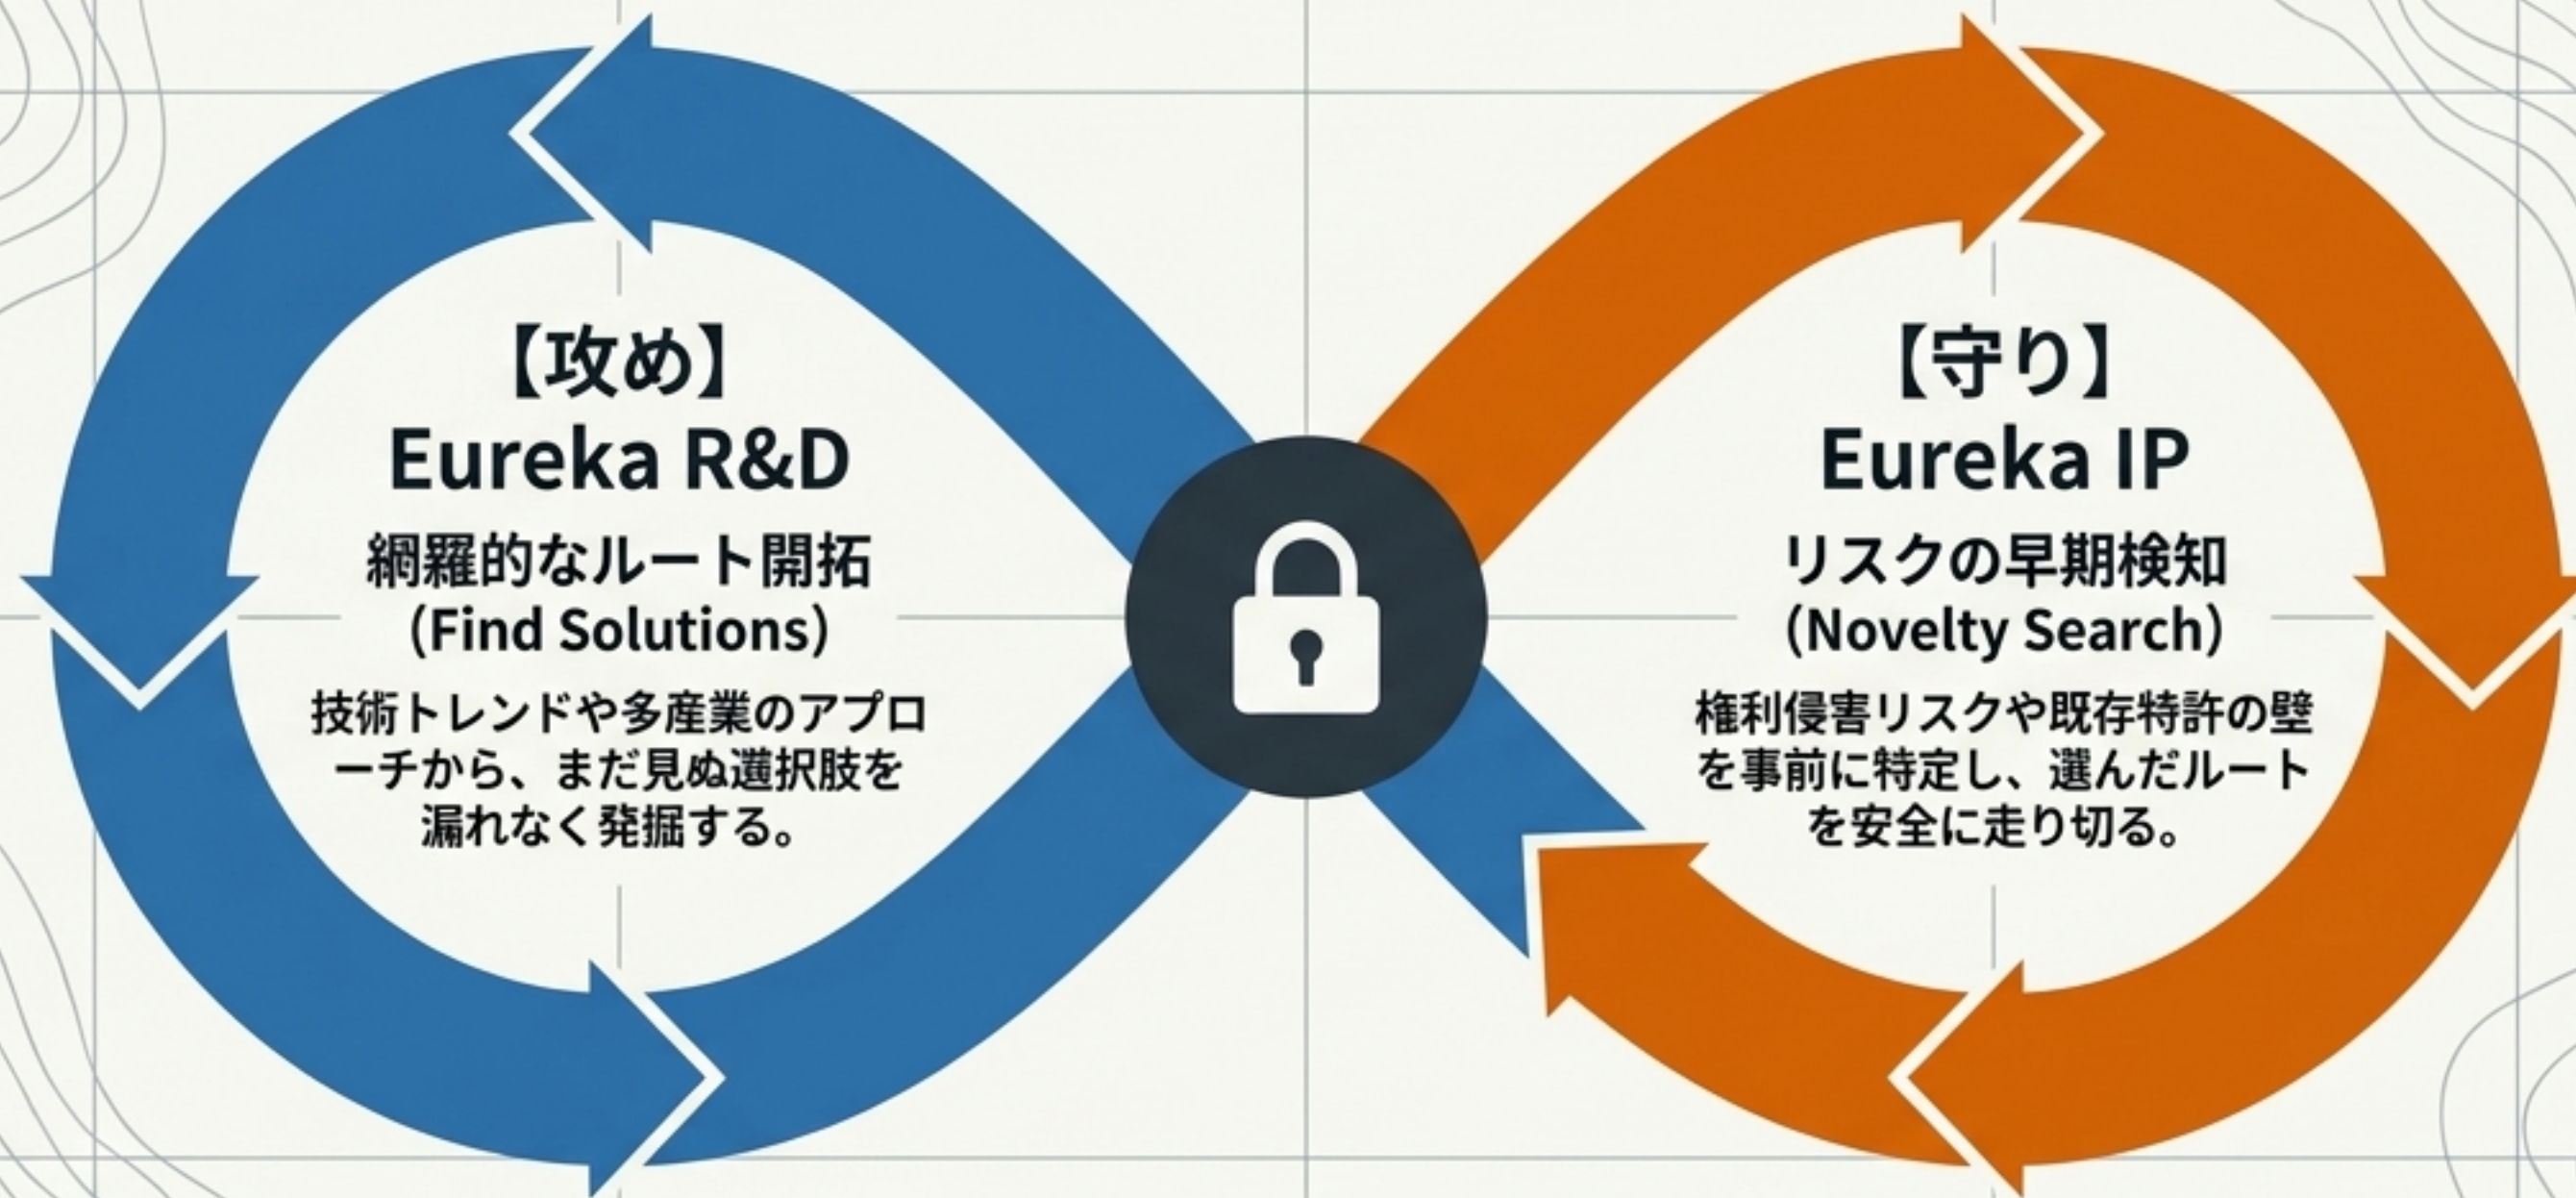 【攻め】
Eureka R&D
網羅的なルート開拓
(Find Solutions)
技術トレンドや多産業のアプロ
ーチから、まだ見ぬ選択肢を
漏れなく発掘する。
【守り】
Eureka IP
リスクの早期検知
(Novelty Search)
権利侵害リスクや既存特許の壁
を事前に特定し、選んだルート
を安全に走り切る。